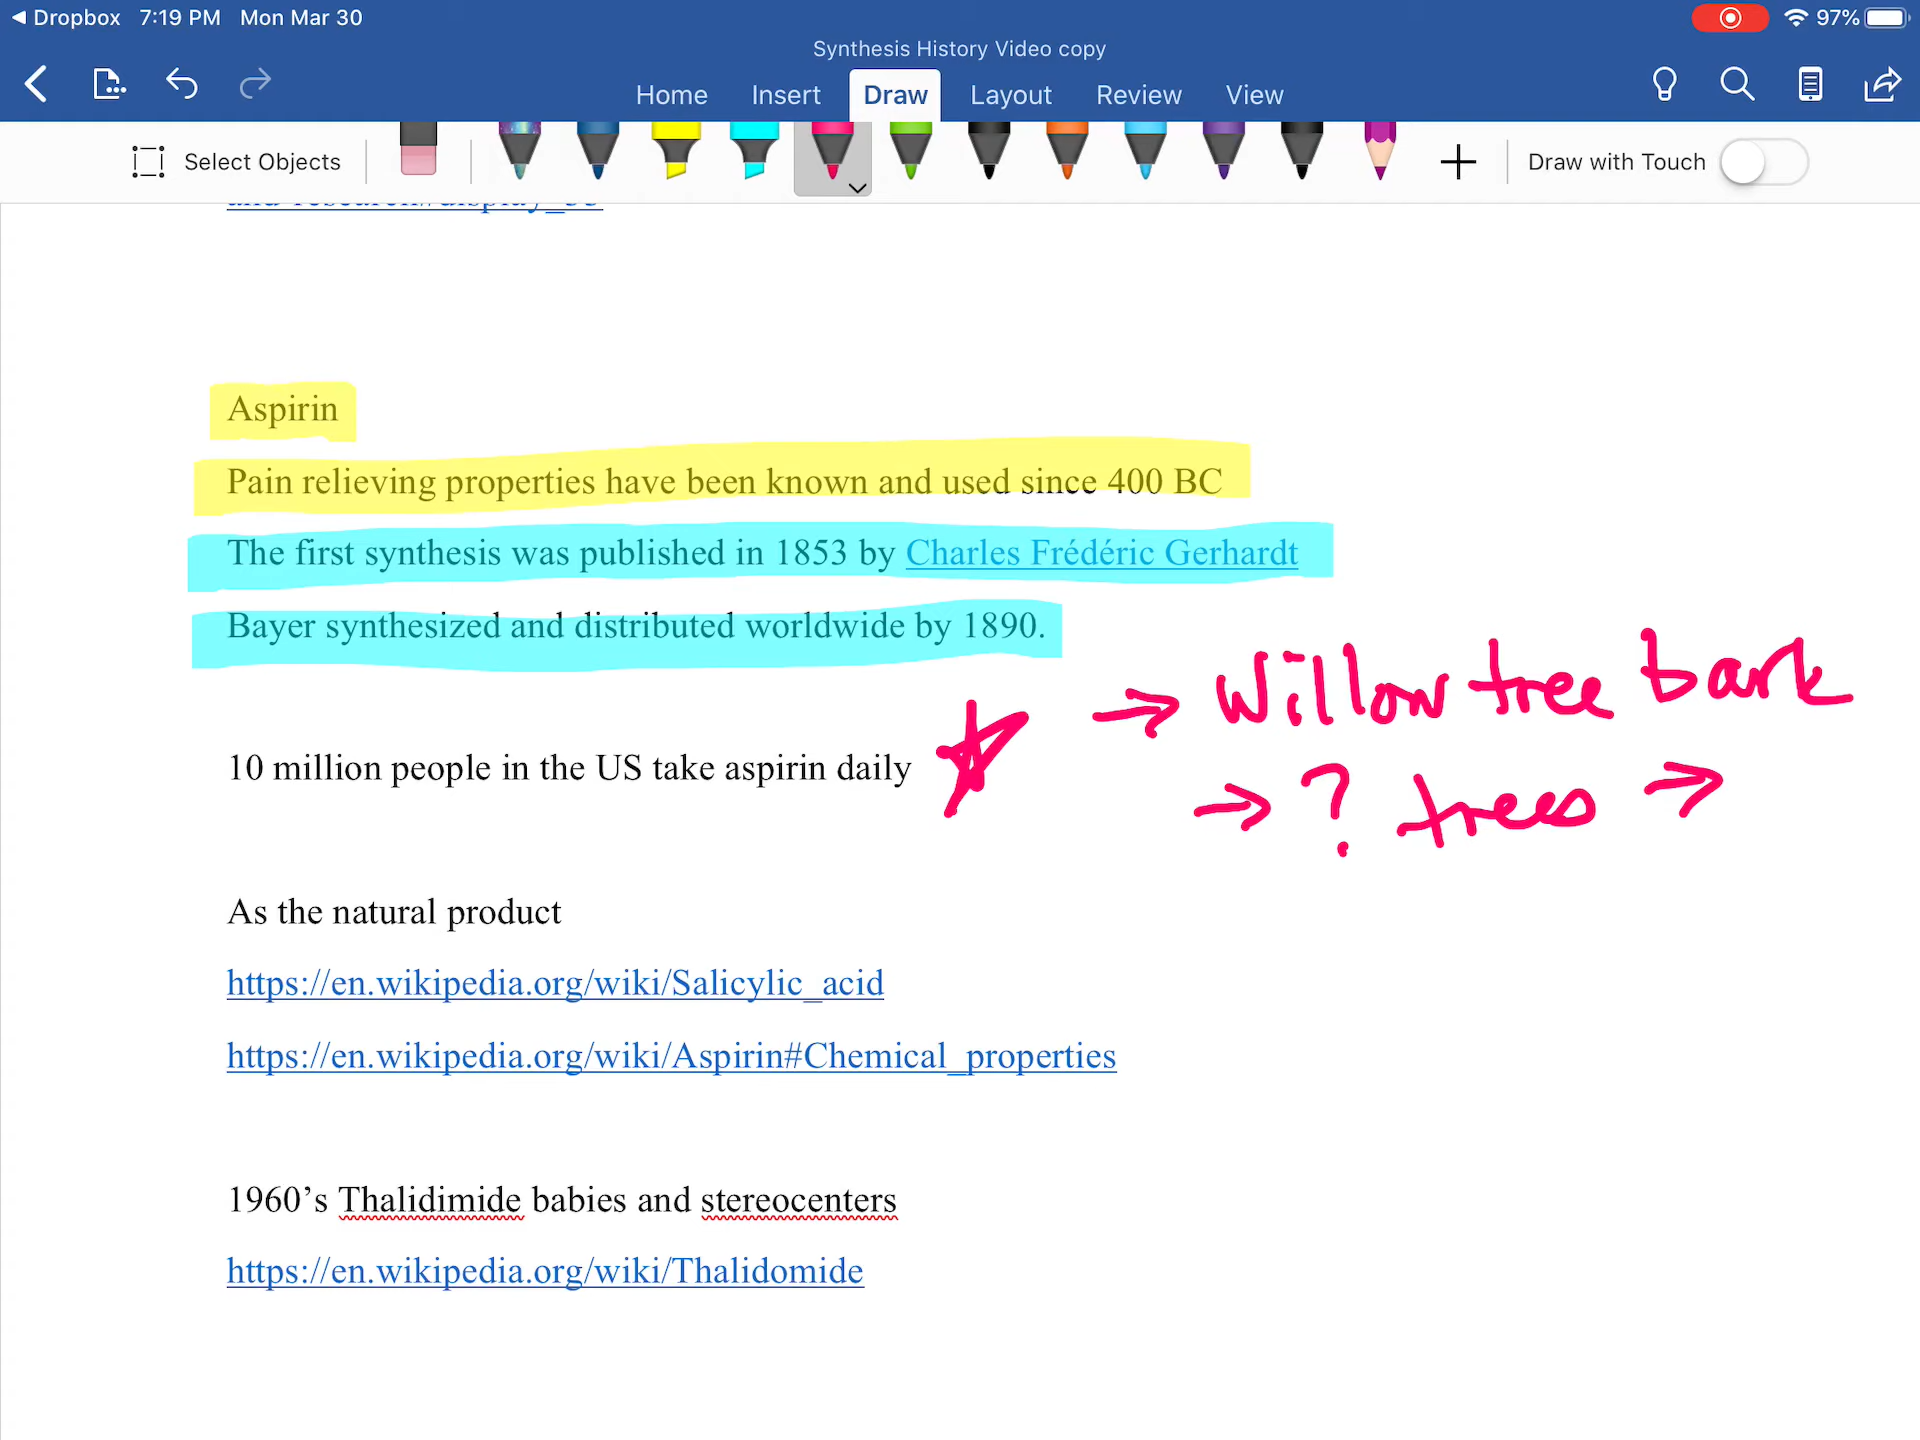 Dropbox 7:19 PM Mon Mar 30 97%
Synthesis History Video copy
Home Insert Draw Layout Review View
Select Objects Draw with Touch
and-research#display_
Aspirin
Pain relieving properties have been known and used since 400 BC
The first synthesis was published in 1853 by Charles Frédéric Gerhardt
Bayer synthesized and distributed worldwide by 1890.
→ Willow tree bark
10 million people in the US take aspirin daily
→ ? trees →
As the natural product
https://en.wikipedia.org/wiki/Salicylic_acid
https://en.wikipedia.org/wiki/Aspirin#Chemical_properties
1960’s Thalidimide babies and stereocenters
https://en.wikipedia.org/wiki/Thalidomide